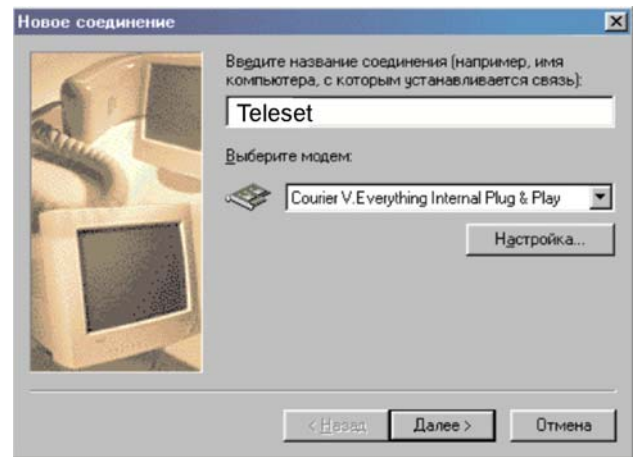 Новое соединение
Введите название соединения (например, имя
компьютера, с которым устанавливается связь):
Teleset
Выберите модем:
Courier V.Everything Internal Plug & Play
Настройка...
< Назад
Далее >
Отмена